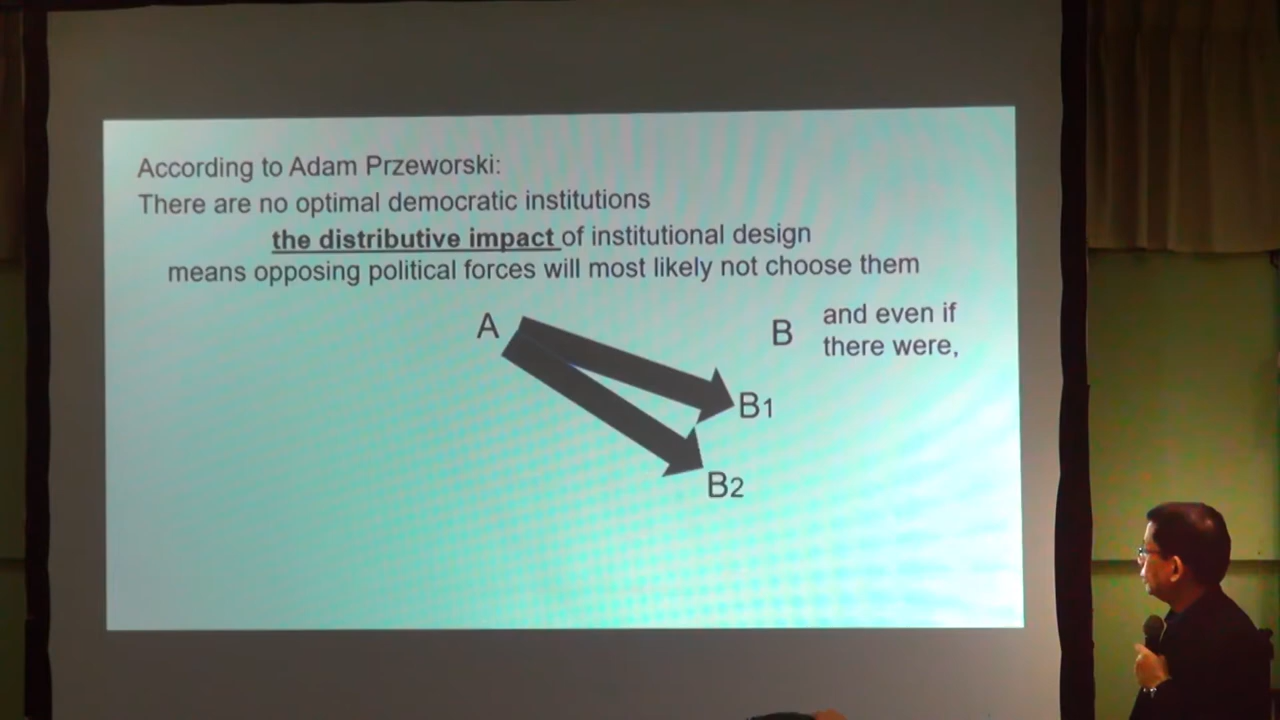 According to Adam Przeworski:
There are no optimal democratic institutions
the distributive impact of institutional design
means opposing political forces will most likely not choose them
A
B
and even if
there were,
B1
B2